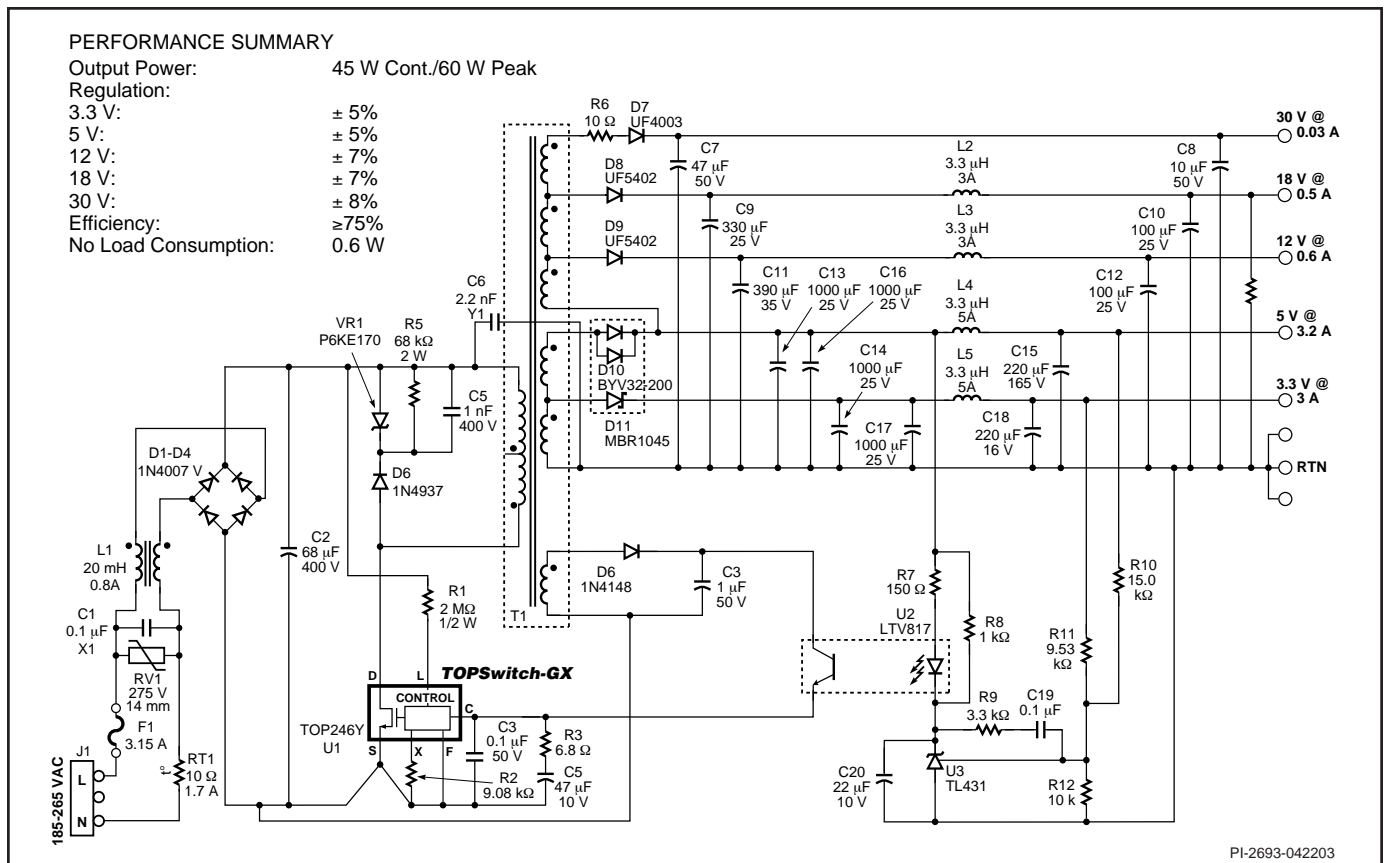 PERFORMANCE SUMMARY
Output Power: 45 W Cont./60 W Peak
Regulation:
3.3 V: ± 5%
5 V: ± 5%
12 V: ± 7%
18 V: ± 7%
30 V: ± 8%
Efficiency: ≥75%
No Load Consumption: 0.6 W
R6
10 Ω
D7
UF4003
C7
47 µF
50 V
L2
3.3 µH
3A
C8
10 µF
50 V
30 V @
0.03 A
D8
UF5402
18 V @
0.5 A
C9
330 µF
25 V
L3
3.3 µH
3A
C10
100 µF
25 V
D9
UF5402
12 V @
0.6 A
C11
390 µF
35 V
C13
1000 µF
25 V
C16
1000 µF
25 V
L4
3.3 µH
5A
C12
100 µF
25 V
C6
2.2 nF
Y1
5 V @
3.2 A
VR1
P6KE170
R5
68 kΩ
2 W
C5
1 nF
400 V
D10
BYV32-200
C14
1000 µF
25 V
L5
3.3 µH
5A
C15
220 µF
165 V
3.3 V @
3 A
D11
MBR1045
C17
1000 µF
25 V
C18
220 µF
16 V
RTN
D1-D4
1N4007 V
D6
1N4937
C2
68 µF
400 V
L1
20 mH
0.8A
C1
0.1 µF
X1
RV1
275 V
14 mm
F1
3.15 A
J1
L
N
185-265 VAC
RT1
10 Ω
1.7 A
t°
R1
2 MΩ
1/2 W
T1
D6
1N4148
C3
1 µF
50 V
R7
150 Ω
U2
LTV817
R8
1 kΩ
R10
15.0
kΩ
R11
9.53
kΩ
TOPSwitch-GX
D
L
CONTROL
C
S
X
F
TOP246Y
U1
R2
9.08 kΩ
C3
0.1 µF
50 V
R3
6.8 Ω
C5
47 µF
10 V
R9
3.3 kΩ
C19
0.1 µF
C20
22 µF
10 V
U3
TL431
R12
10 k
PI-2693-042203